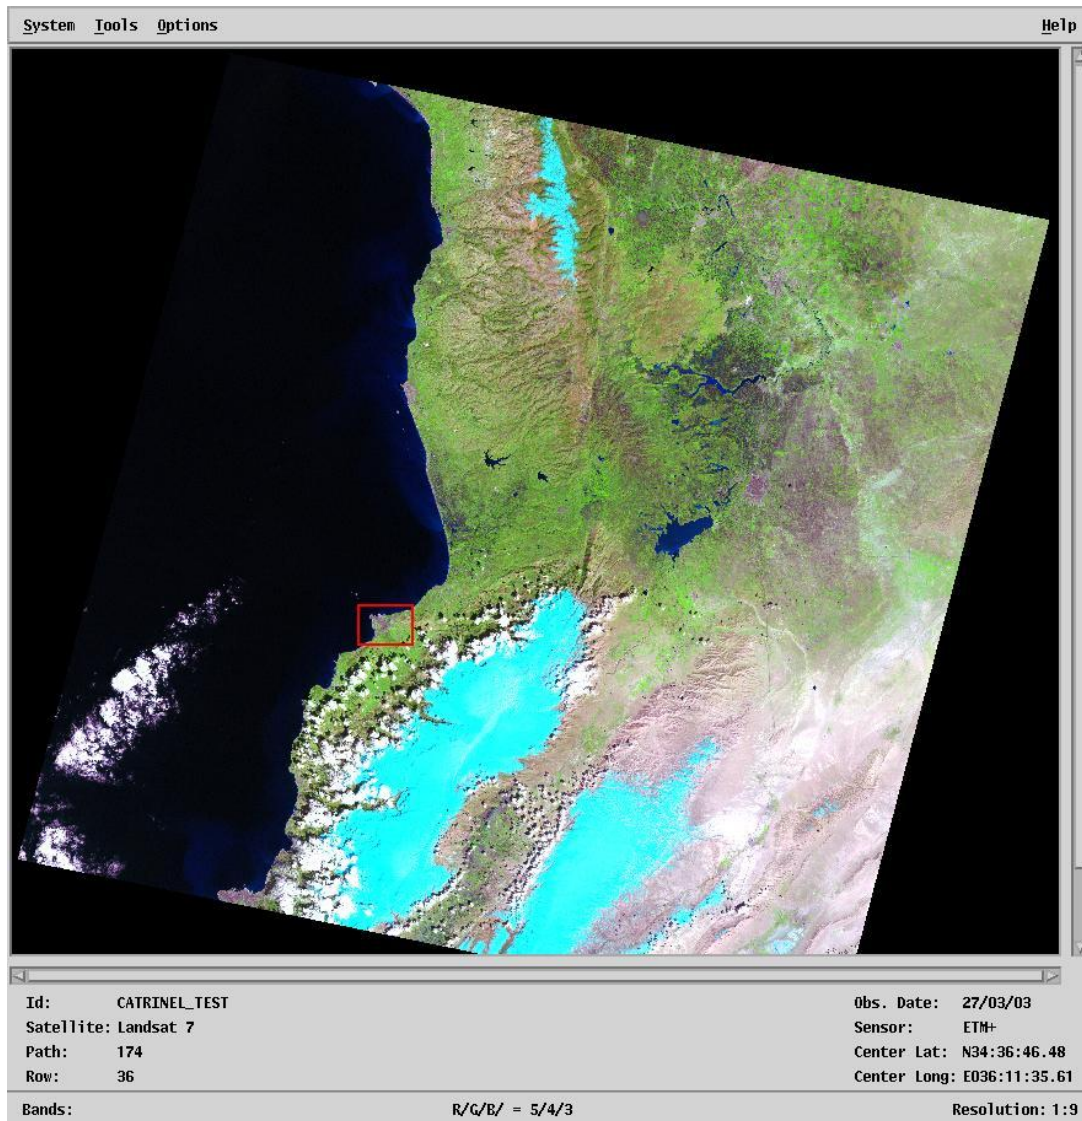 System Tools Options Help
Id: CATRINEL_TEST Obs. Date: 27/03/03
Satellite: Landsat 7 Sensor: ETM+
Path: 174 Center Lat: N34:36:46.48
Row: 36 Center Long: E036:11:35.61
Bands: R/G/B/ = 5/4/3 Resolution: 1:9